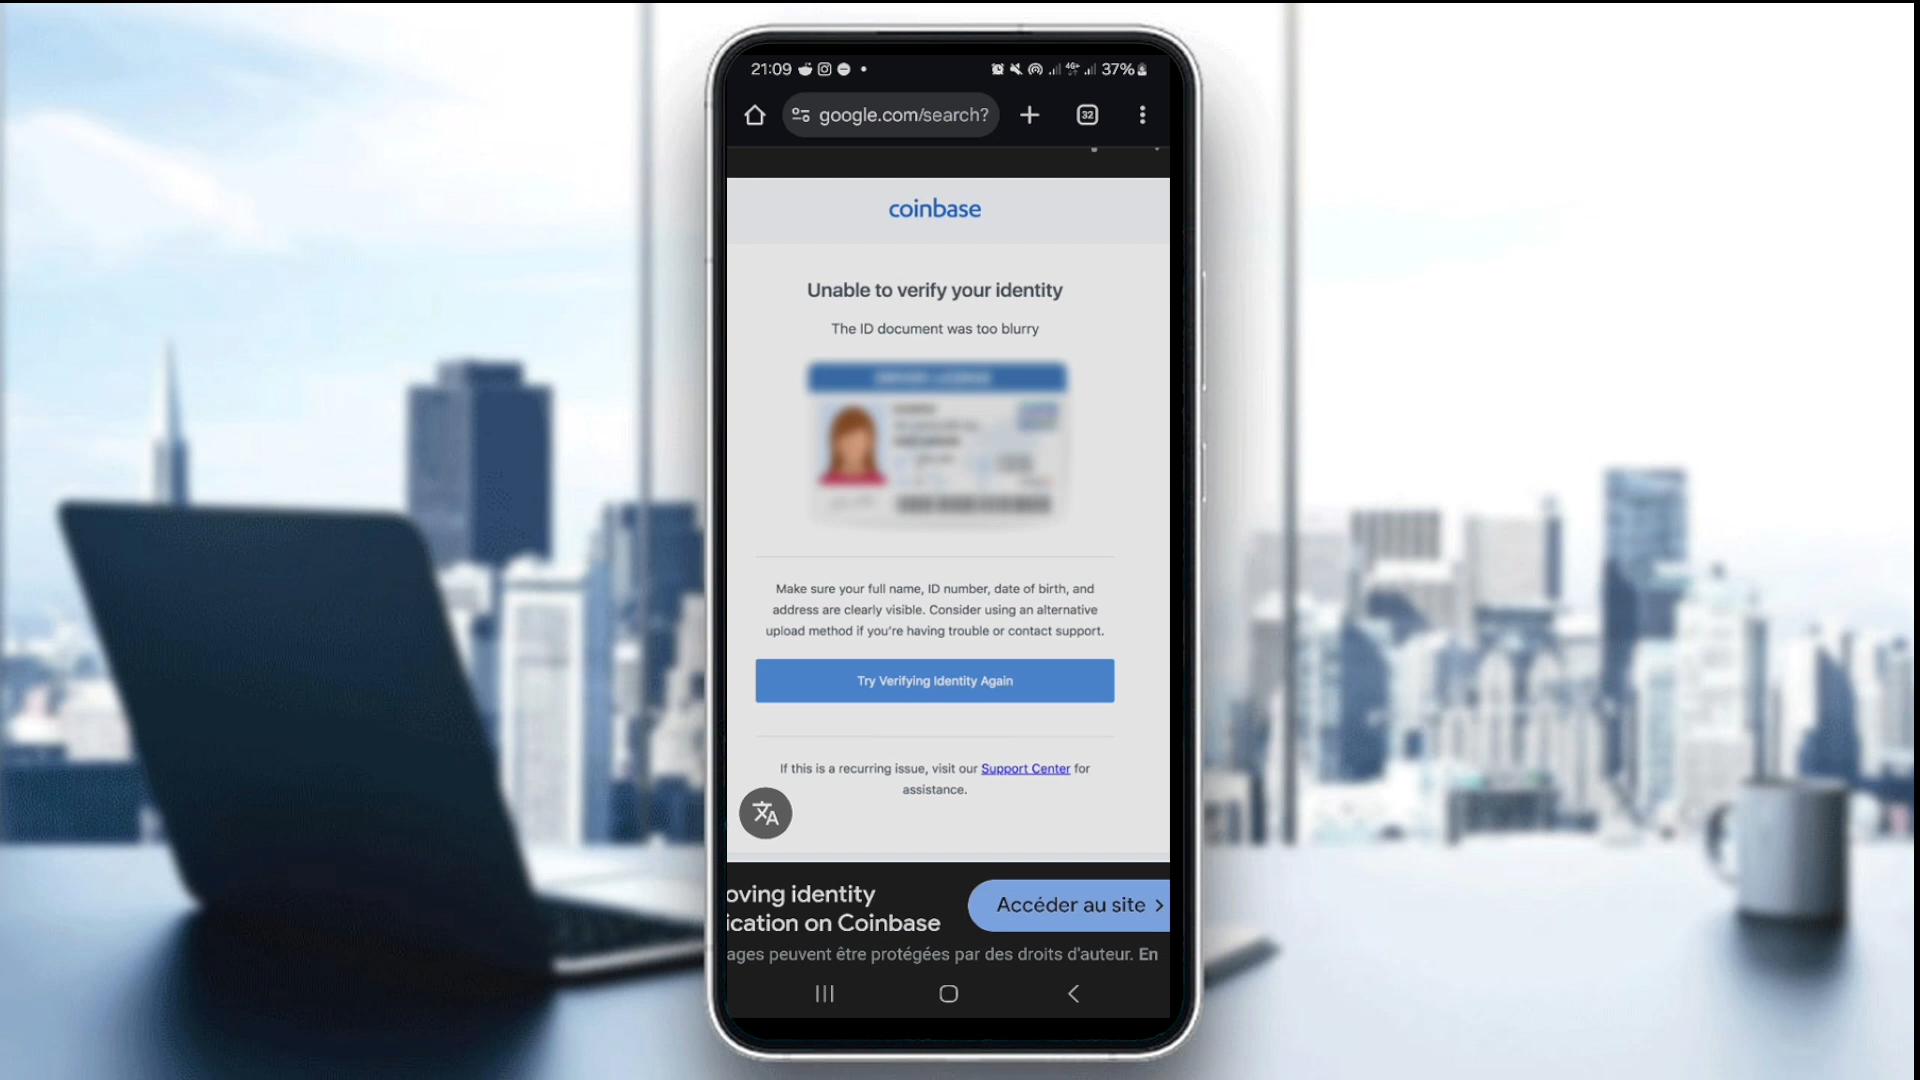 21:09
4G+
37%
google.com/search?
32
coinbase
Unable to verify your identity
The ID document was too blurry
Make sure your full name, ID number, date of birth, and
address are clearly visible. Consider using an alternative
upload method if you're having trouble or contact support.
Try Verifying Identity Again
If this is a recurring issue, visit our Support Center for
assistance.
oving identity
ication on Coinbase
Accéder au site >
ages peuvent être protégées par des droits d'auteur. En